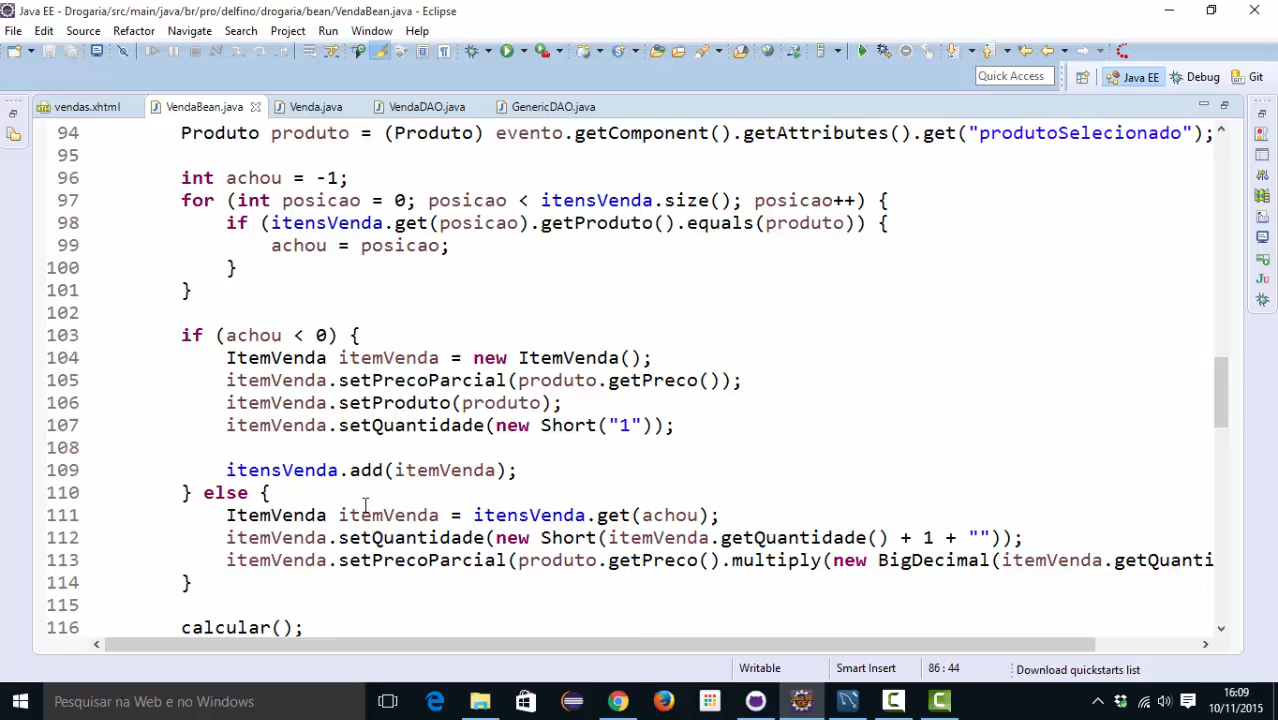 Java EE - Drogaria/src/main/java/br/pro/delfino/drogaria/bean/VendaBean.java - Eclipse
File Edit Source Refactor Navigate Search Project Run Window Help
Quick Access Java EE Debug Git
vendas.xhtml VendaBean.java Venda.java VendaDAO.java GenericDAO.java
94 Produto produto = (Produto) evento.getComponent().getAttributes().get("produtoSelecionado");
95
96 int achou = -1;
97 for (int posicao = 0; posicao < itensVenda.size(); posicao++) {
98 if (itensVenda.get(posicao).getProduto().equals(produto)) {
99 achou = posicao;
100 }
101 }
102
103 if (achou < 0) {
104 ItemVenda itemVenda = new ItemVenda();
105 itemVenda.setPrecoParcial(produto.getPreco());
106 itemVenda.setProduto(produto);
107 itemVenda.setQuantidade(new Short("1"));
108
109 itensVenda.add(itemVenda);
110 } else {
111 ItemVenda itemVenda = itensVenda.get(achou);
112 itemVenda.setQuantidade(new Short(itemVenda.getQuantidade() + 1 + ""));
113 itemVenda.setPrecoParcial(produto.getPreco().multiply(new BigDecimal(itemVenda.getQuanti
114 }
115
116 calcular();
Writable Smart Insert 86 : 44 Download quickstarts list
Pesquisar na Web e no Windows
16:09
10/11/2015